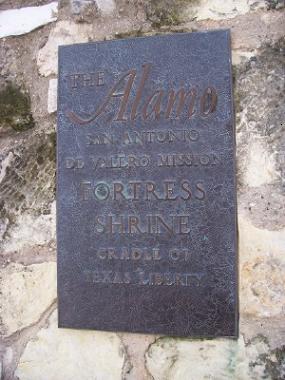 THE Alamo
SAN ANTONIO
DE VALERO MISSION
FORTRESS
SHRINE
CRADLE OF
TEXAS LIBERTY